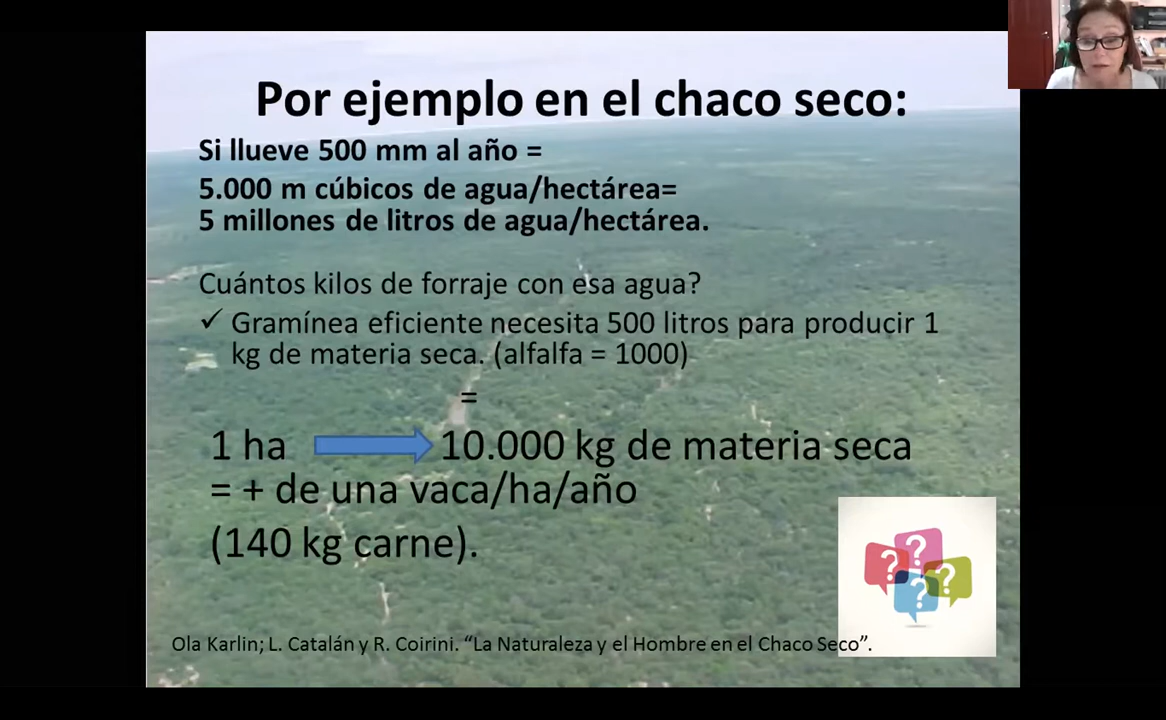 Por ejemplo en el chaco seco:
Si llueve 500 mm al año =
5.000 m cúbicos de agua/hectárea=
5 millones de litros de agua/hectárea.
Cuántos kilos de forraje con esa agua?
✓ Gramínea eficiente necesita 500 litros para producir 1
kg de materia seca. (alfalfa = 1000)
=
1 ha 10.000 kg de materia seca
= + de una vaca/ha/año
(140 kg carne).
? ? ? ?
Ola Karlin; L. Catalán y R. Coirini. “La Naturaleza y el Hombre en el Chaco Seco”.